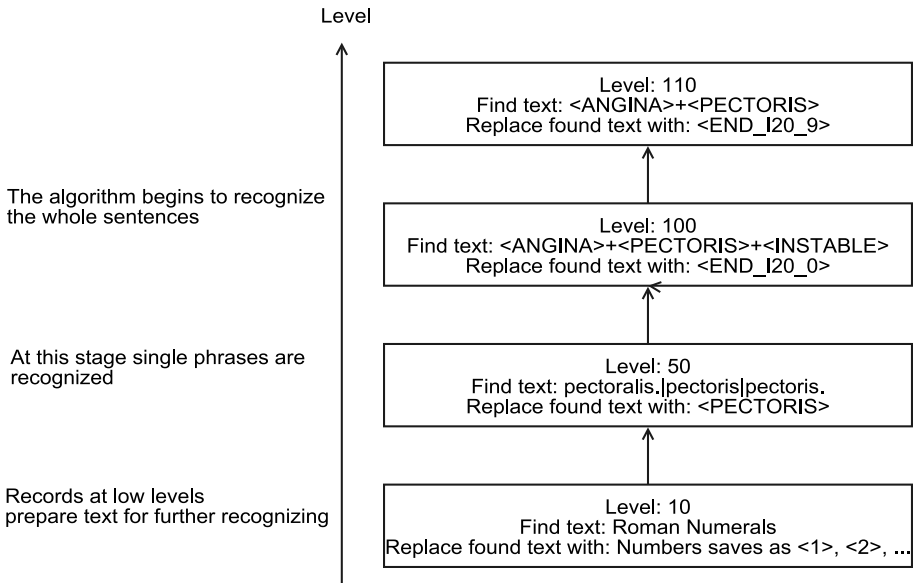 Level
Level: 110
Find text: <ANGINA>+<PECTORIS>
Replace found text with: <END_I20_9>
The algorithm begins to recognize
the whole sentences
Level: 100
Find text: <ANGINA>+<PECTORIS>+<INSTABLE>
Replace found text with: <END_I20_0>
At this stage single phrases are
recognized
Level: 50
Find text: pectoralis.|pectoris|pectoris.
Replace found text with: <PECTORIS>
Records at low levels
prepare text for further recognizing
Level: 10
Find text: Roman Numerals
Replace found text with: Numbers saves as <1>, <2>, ...